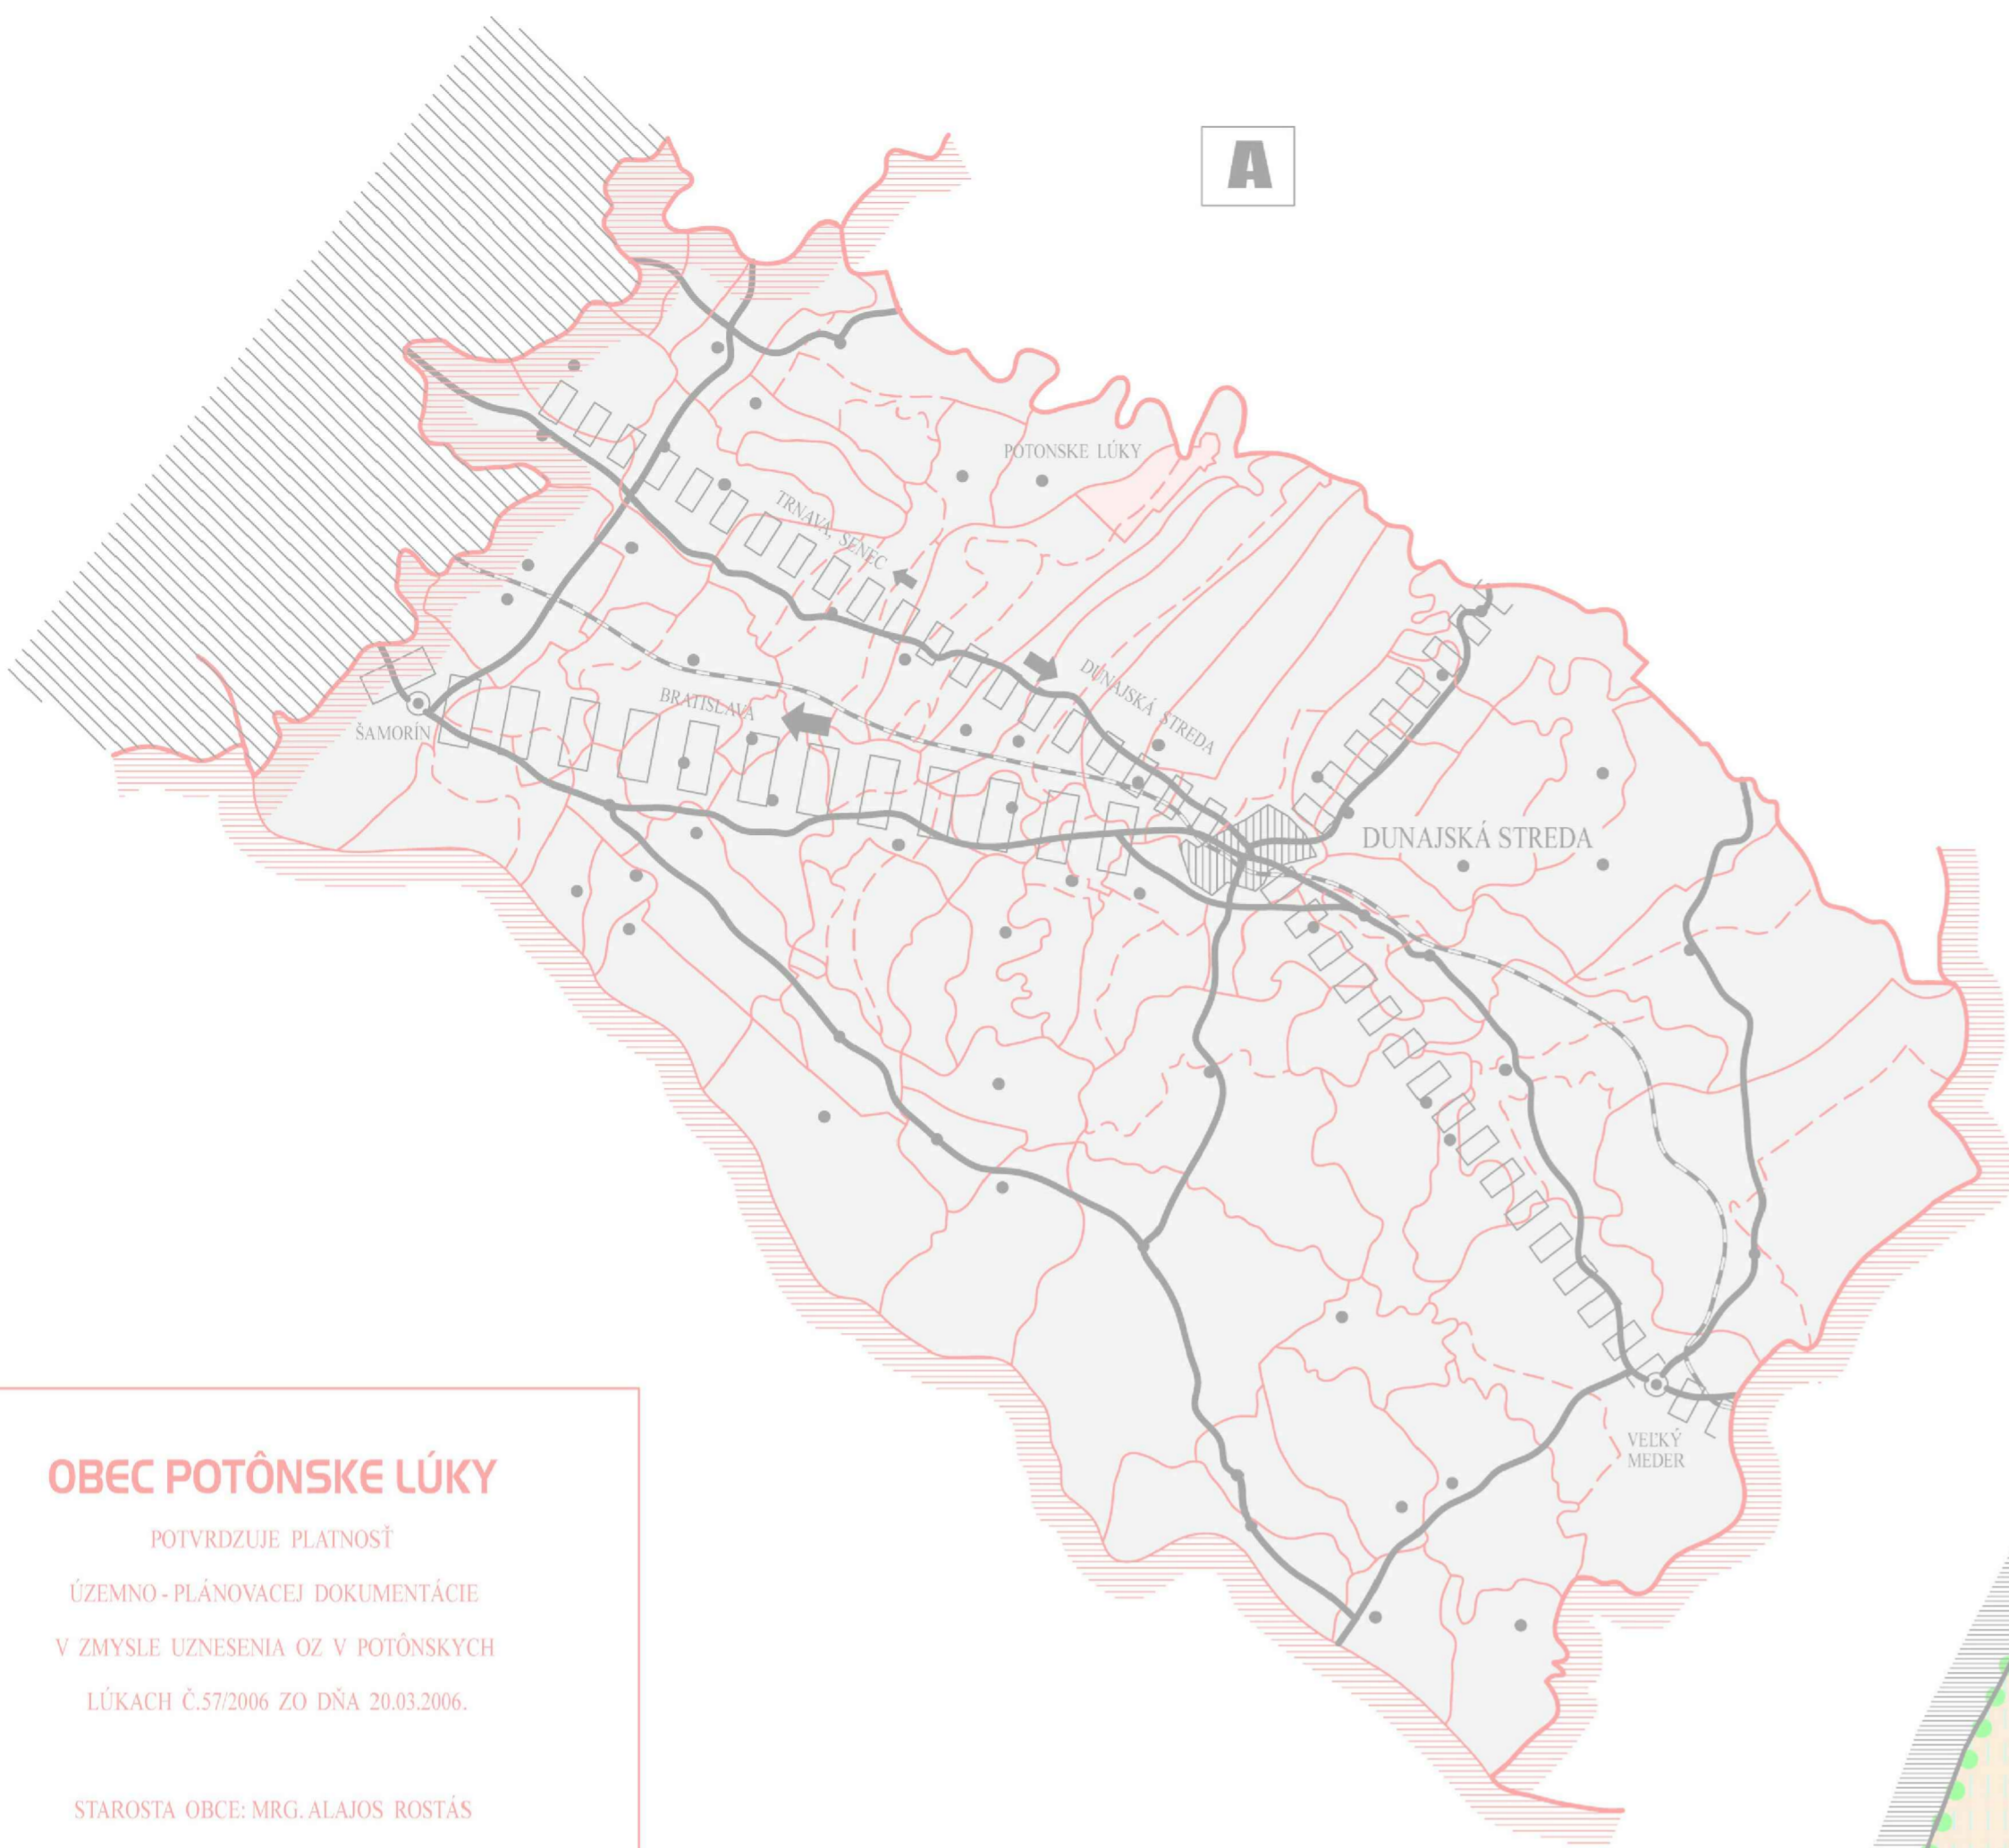 A
POTONSKE LÚKY
TRNAVA, SENEC
DUNAJSKÁ STREDA
BRATISLAVA
ŠAMORÍN
DUNAJSKÁ STREDA
VEĽKÝ
MEDER
OBEC POTÔNSKE LÚKY
POTVRDZUJE PLATNOSŤ
ÚZEMNO - PLÁNOVACEJ DOKUMENTÁCIE
V ZMYSLE UZNESENIA OZ V POTÔNSKYCH
LÚKACH Č.57/2006 ZO DŇA 20.03.2006.
STAROSTA OBCE: MRG. ALAJOS ROSTÁS